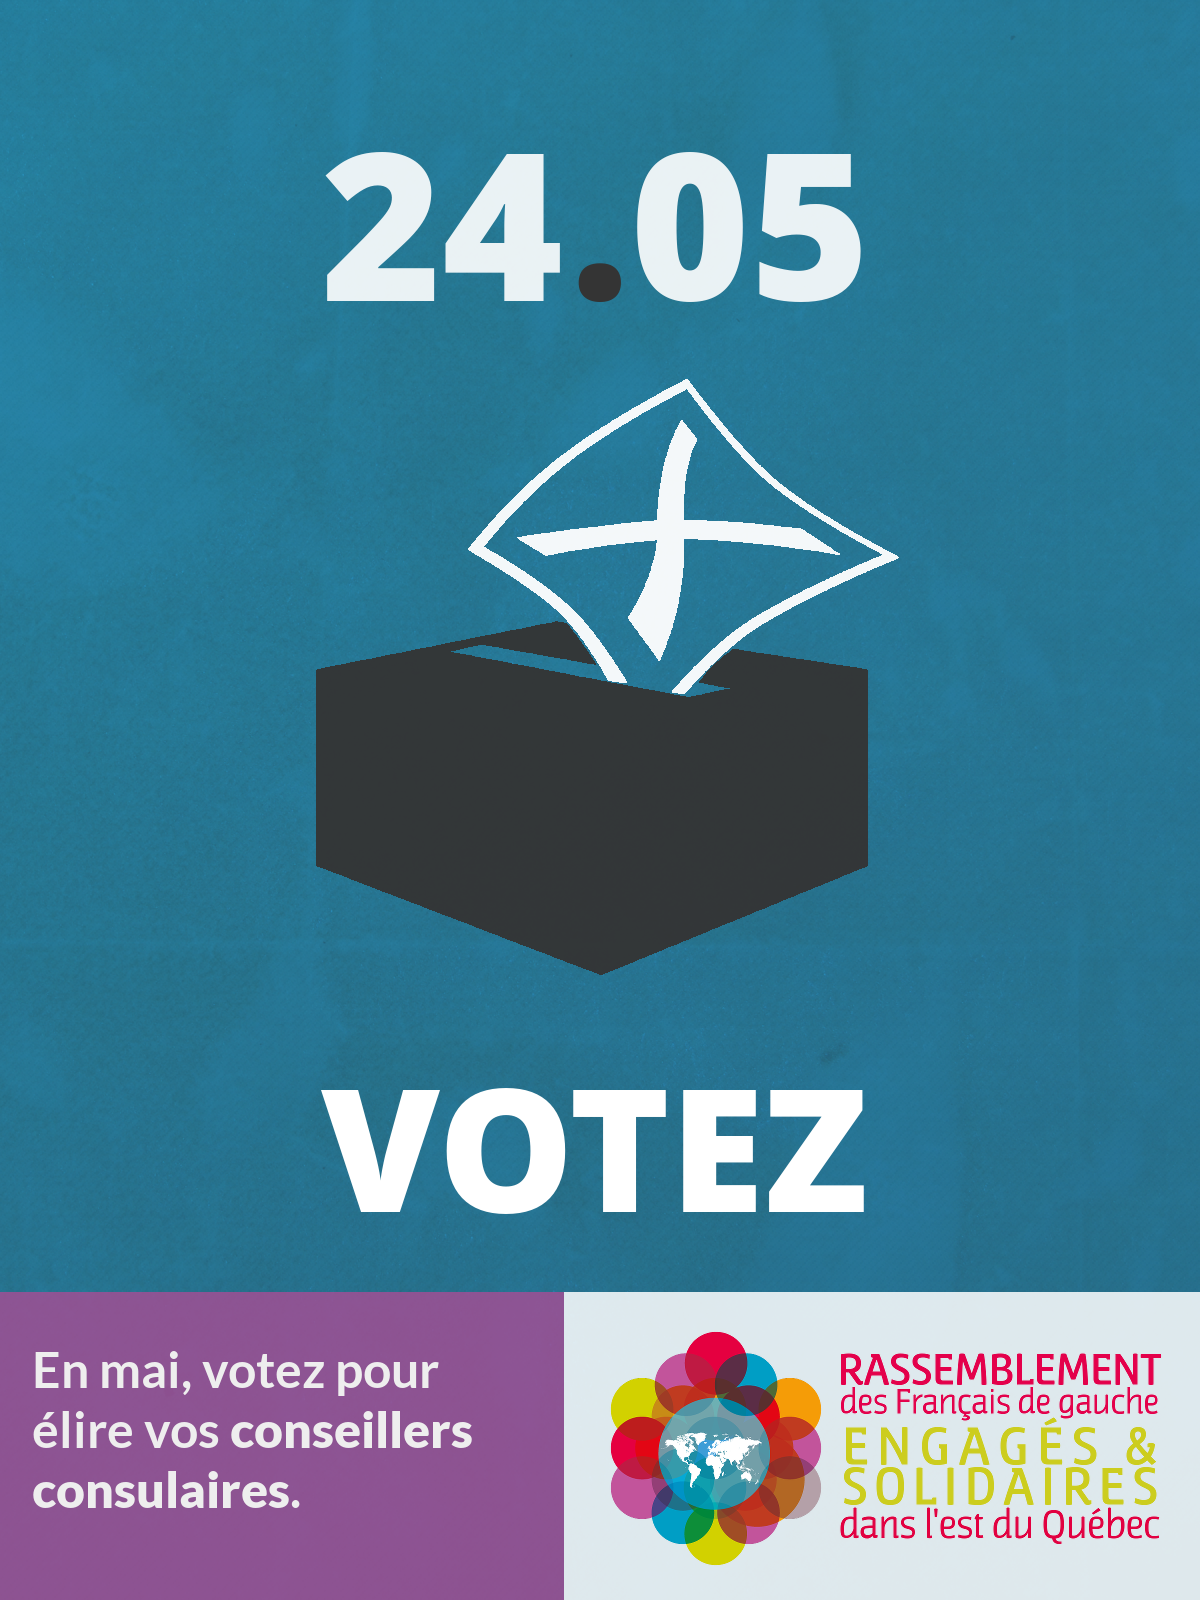 24.05
VOTEZ
En mai, votez pour
élire vos conseillers
consulaires.
RASSEMBLEMENT
des Français de gauche
ENGAGÉS &
SOLIDAIRES
dans l'est du Québec